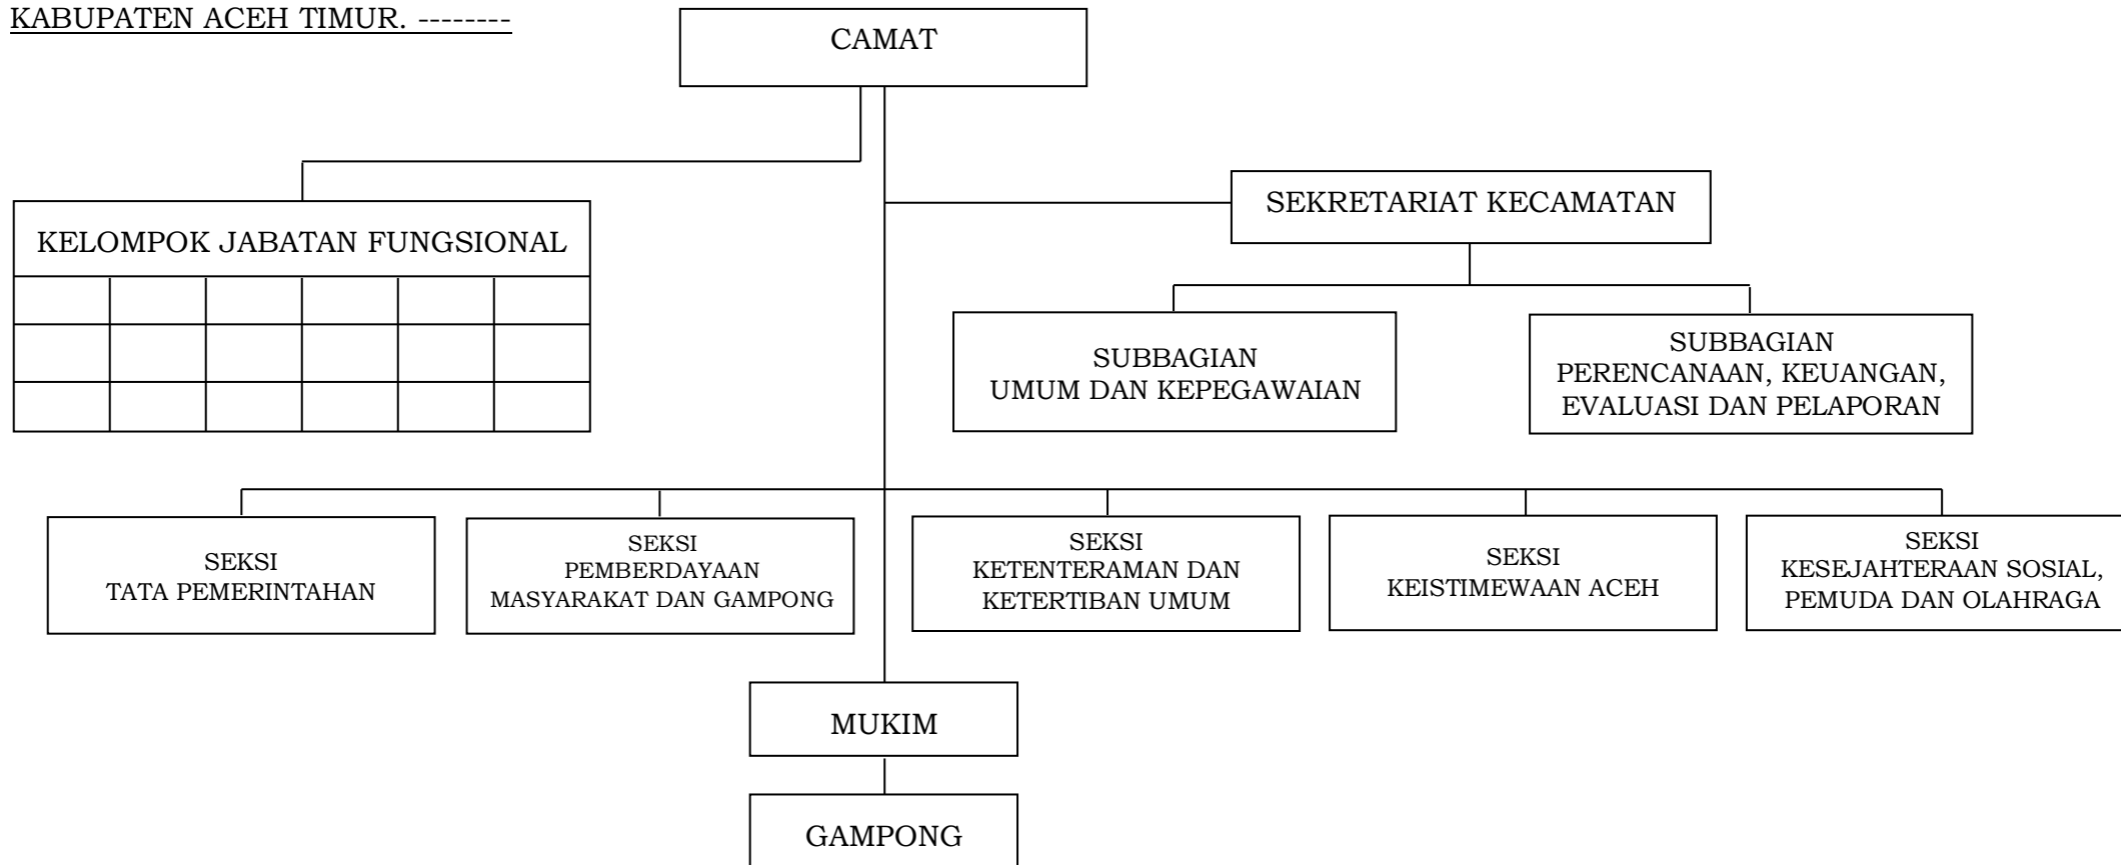 KABUPATEN ACEH TIMUR. --------
CAMAT
SEKRETARIAT KECAMATAN
KELOMPOK JABATAN FUNGSIONAL
SUBBAGIAN
UMUM DAN KEPEGAWAIAN
SUBBAGIAN
PERENCANAAN, KEUANGAN,
EVALUASI DAN PELAPORAN
SEKSI
TATA PEMERINTAHAN
SEKSI
PEMBERDAYAAN
MASYARAKAT DAN GAMPONG
SEKSI
KETENTERAMAN DAN
KETERTIBAN UMUM
SEKSI
KEISTIMEWAAN ACEH
SEKSI
KESEJAHTERAAN SOSIAL,
PEMUDA DAN OLAHRAGA
MUKIM
GAMPONG